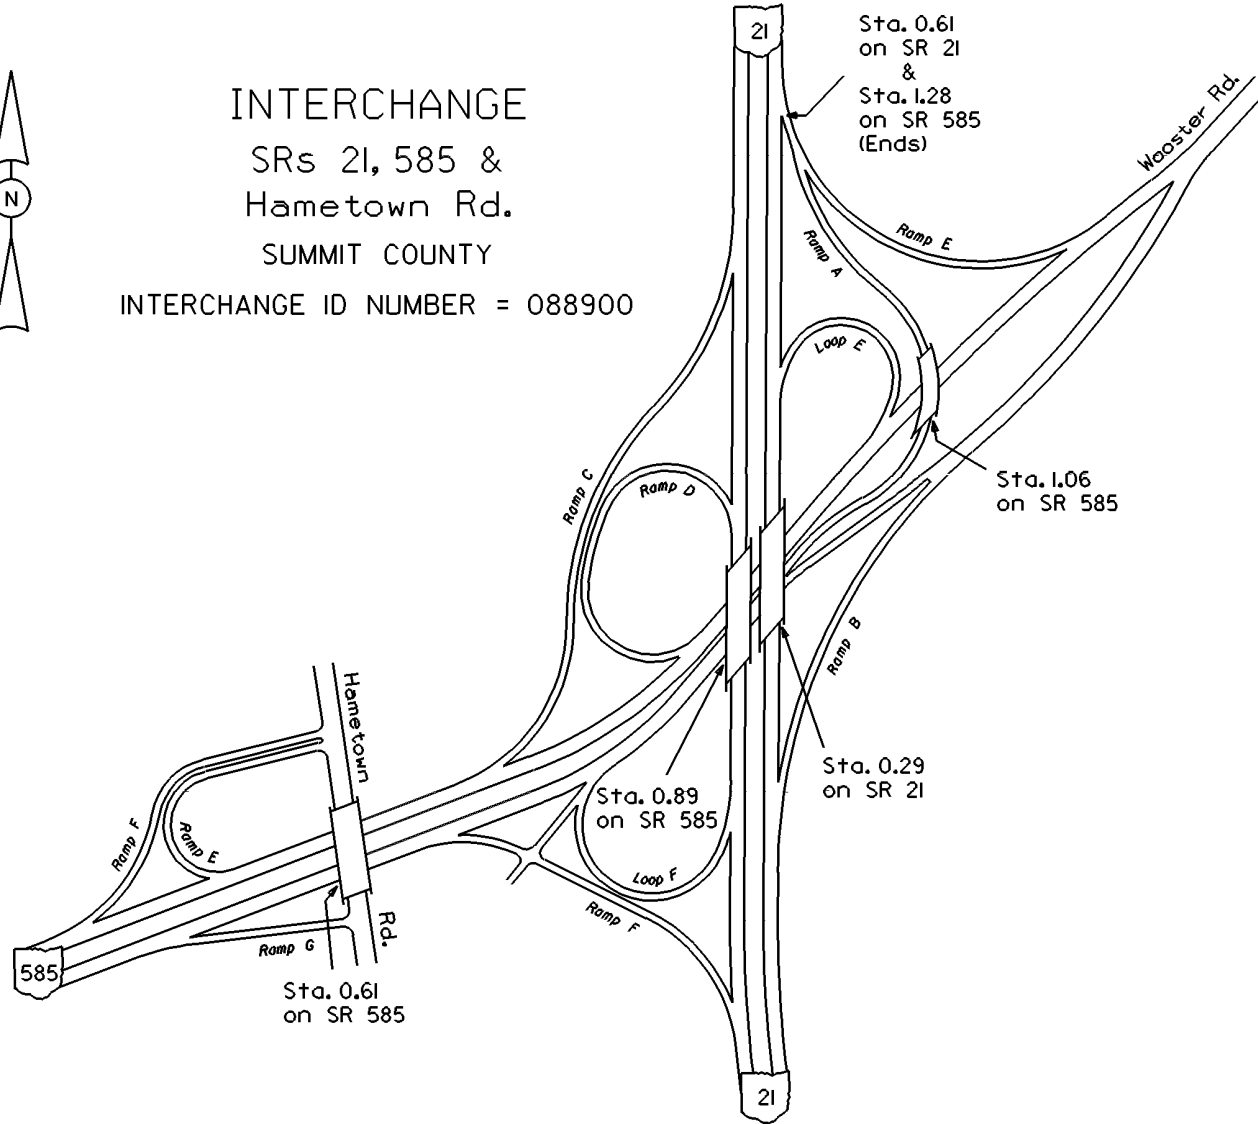 21
Sta. 0.61
on SR 21
&
Sta. 1.28
on SR 585
(Ends)
INTERCHANGE
SRs 21, 585 &
Hametown Rd.
SUMMIT COUNTY
INTERCHANGE ID NUMBER = 088900
N
Wooster Rd.
Ramp E
Ramp A
Loop E
Ramp C
Ramp D
Sta. 1.06
on SR 585
Ramp B
Hametown
Rd.
Sta. 0.29
on SR 21
Sta. 0.89
on SR 585
Ramp F
Ramp E
Loop F
Ramp F
Ramp G
585
Sta. 0.61
on SR 585
21